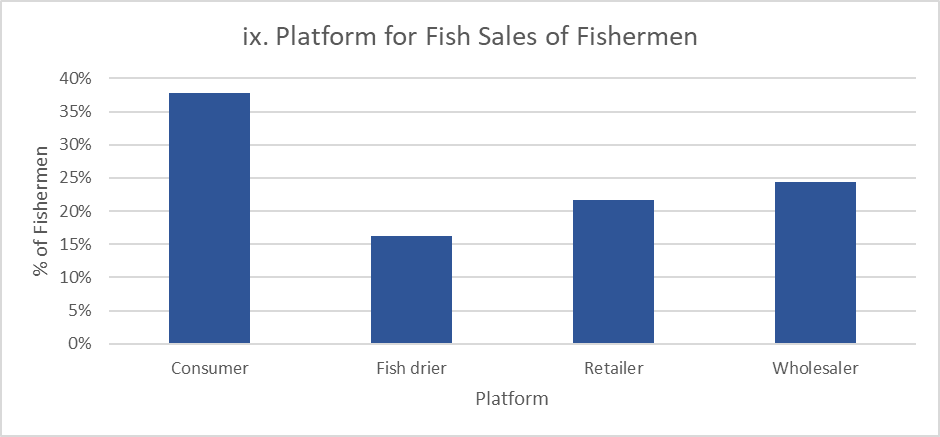 ix. Platform for Fish Sales of Fishermen
40%
35%
30%
25%
20%
15%
10%
5%
0%
% of Fishermen
Consumer
Fish drier
Retailer
Wholesaler
Platform